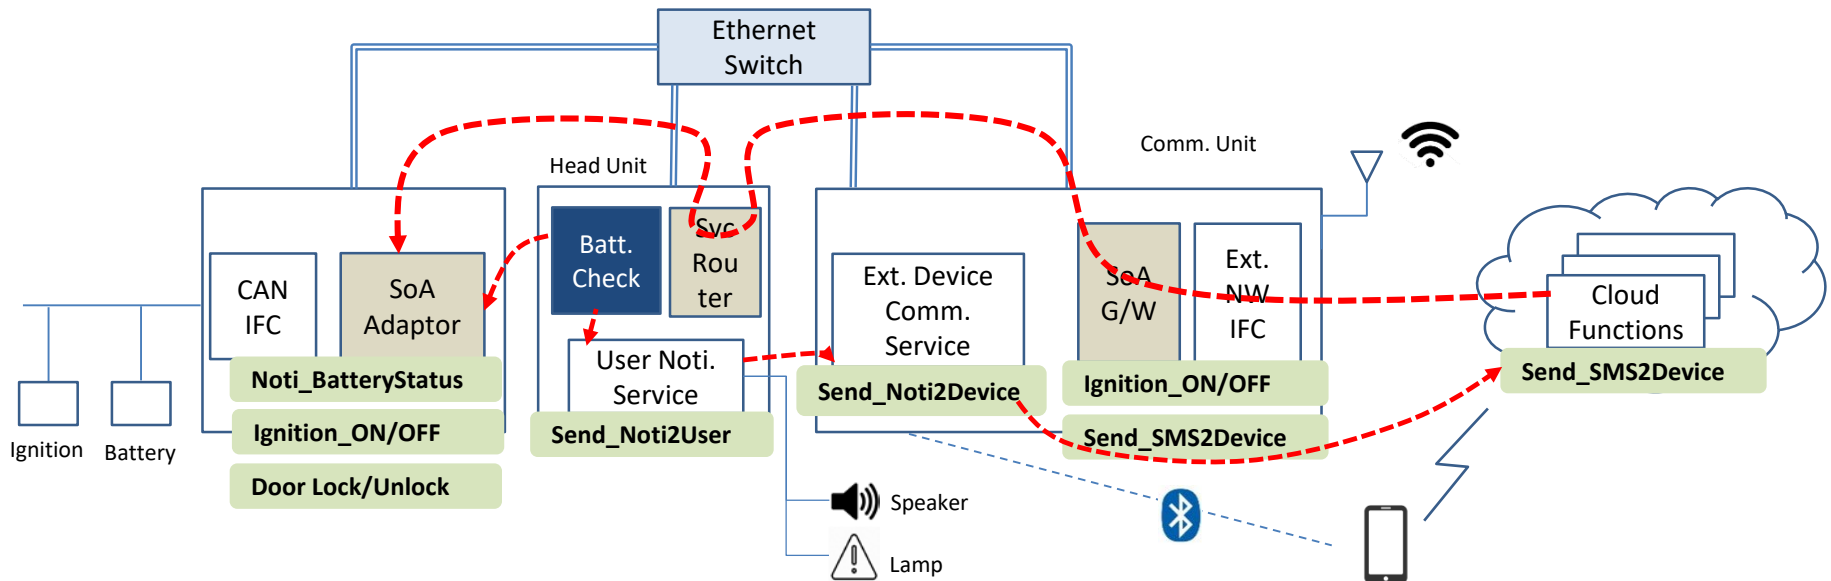 Ethernet
Switch
Comm. Unit
Head Unit
CAN
IFC
SoA
Adaptor
Batt.
Check
Svc
Rou
ter
User Noti.
Service
Ext. Device
Comm.
Service
SoA
G/W
Ext.
NW
IFC
Cloud
Functions
Noti_BatteryStatus
Ignition_ON/OFF
Door Lock/Unlock
Send_Noti2User
Send_Noti2Device
Ignition_ON/OFF
Send_SMS2Device
Send_SMS2Device
Ignition
Battery
Speaker
Lamp